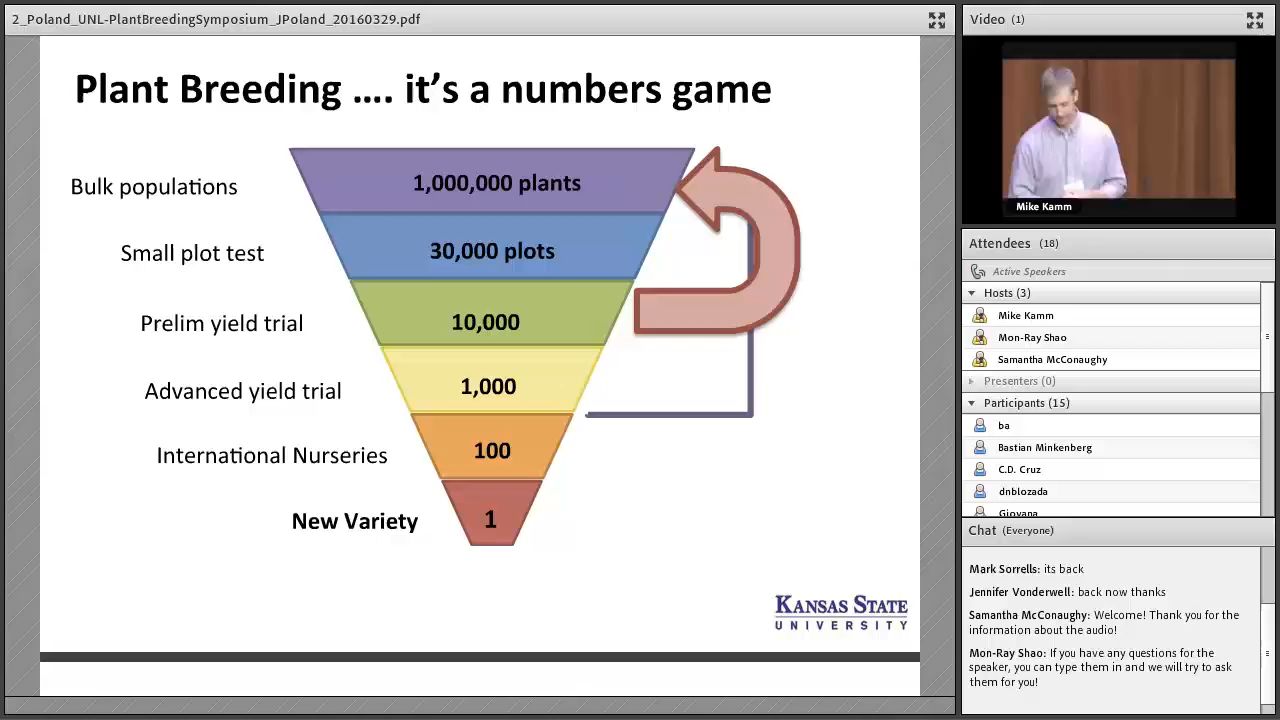 2_Poland_UNL-PlantBreedingSymposium_JPoland_20160329.pdf
Plant Breeding .... it's a numbers game
Bulk populations
1,000,000 plants
Small plot test
30,000 plots
Prelim yield trial
10,000
Advanced yield trial
1,000
International Nurseries
100
New Variety
1
KANSAS STATE
UNIVERSITY
Video (1)
Mike Kamm
Attendees (18)
Active Speakers
Hosts (3)
Mike Kamm
Mon-Ray Shao
Samantha McConaughy
Presenters (0)
Participants (15)
ba
Bastian Minkenberg
C.D. Cruz
dnblozada
Giovana
Chat (Everyone)
Mark Sorrells: its back
Jennifer Vonderwell: back now thanks
Samantha McConaughy: Welcome! Thank you for the
information about the audio!
Mon-Ray Shao: If you have any questions for the
speaker, you can type them in and we will try to ask
them for you!